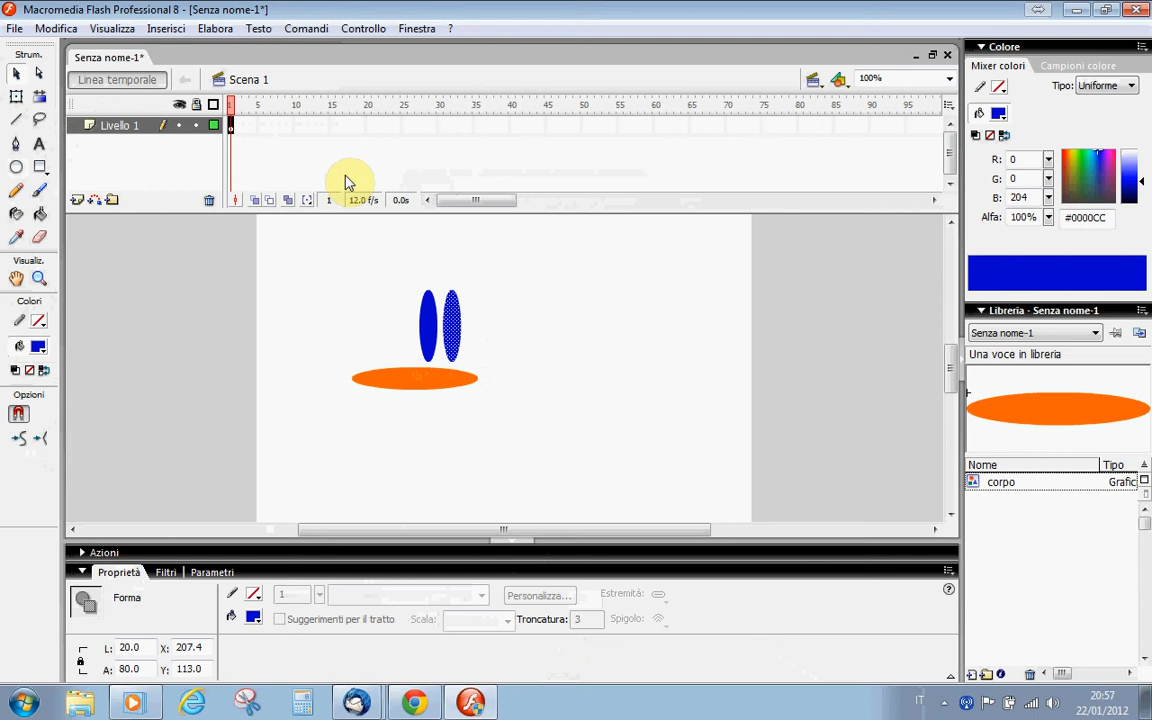 Macromedia Flash Professional 8 - [Senza nome-1*]
File Modifica Visualizza Inserisci Elabora Testo Comandi Controllo Finestra ?
Strum.
Senza nome-1*
Linea temporale Scena 1 100%
1 5 10 15 20 25 30 35 40 45 50 55 60 65 70 75 80 85 90 95
Livello 1
1 12.0 f/s 0.0s
Visualiz.
Colori
Opzioni
Colore
Mixer colori Campioni colore
Tipo: Uniforme
R: 0
G: 0
B: 204
Alfa: 100% #0000CC
Libreria - Senza nome-1
Senza nome-1
Una voce in libreria
Nome Tipo
corpo Grafic
Azioni
Proprietà Filtri Parametri
Forma
1 Personalizza... Estremità:
Suggerimenti per il tratto Scala: Troncatura: 3 Spigolo:
L: 20.0 X: 207.4
A: 80.0 Y: 113.0
IT 20:57
22/01/2012